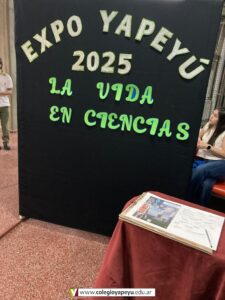 EXPO YAPEYÚ
2025
LA VIDA
EN CIENCIAS
www.colegioyapeyu.edu.ar